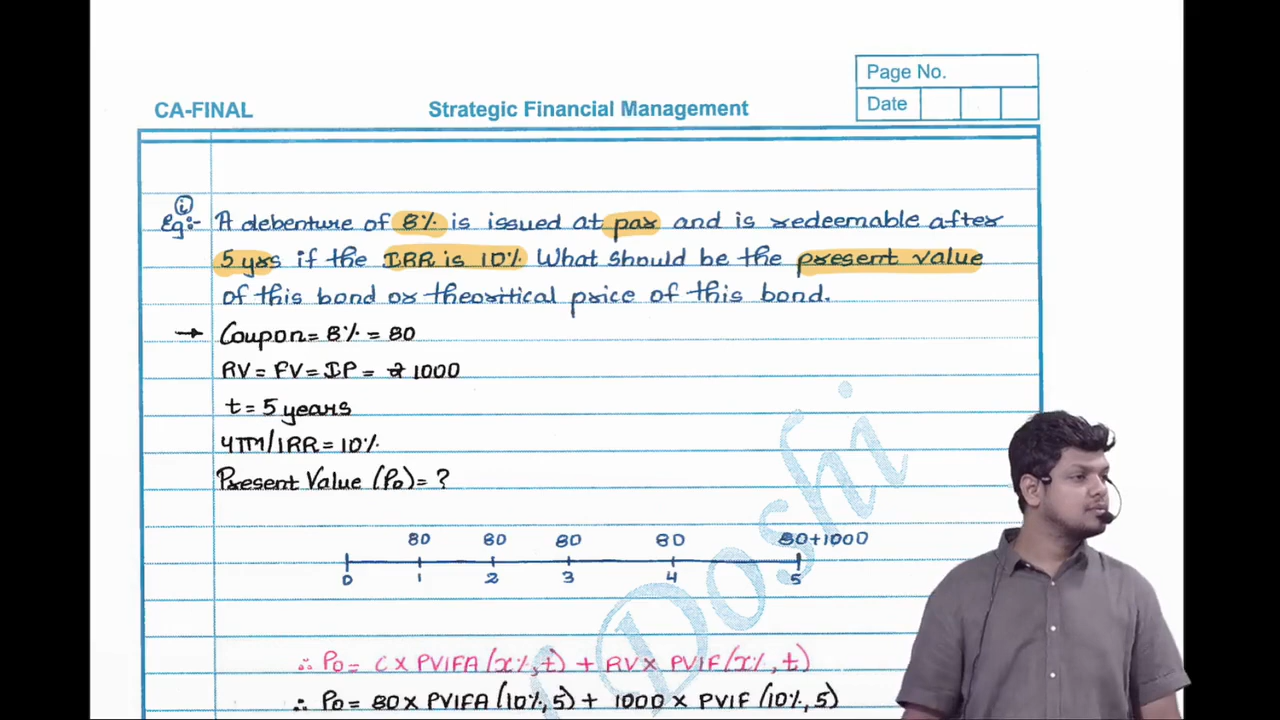 Page No.
CA-FINAL Strategic Financial Management Date
(i)
Eg:- A debenture of 8% is issued at par and is redeemable after
5 yrs if the IRR is 10% What should be the present value
of this bond or theoritical price of this bond.
→ Coupon = 8% = 80
RV = FV = IP = ₹ 1000
t = 5 years
YTM/IRR = 10%
Present Value (P0) = ?
80 80 80 80 80+1000
0 1 2 3 4 5
Doshi
∴ P0 = C × PVIFA (x%, t) + RV × PVIF (x%, t)
∴ P0 = 80 × PVIFA (10%, 5) + 1000 × PVIF (10%, 5)